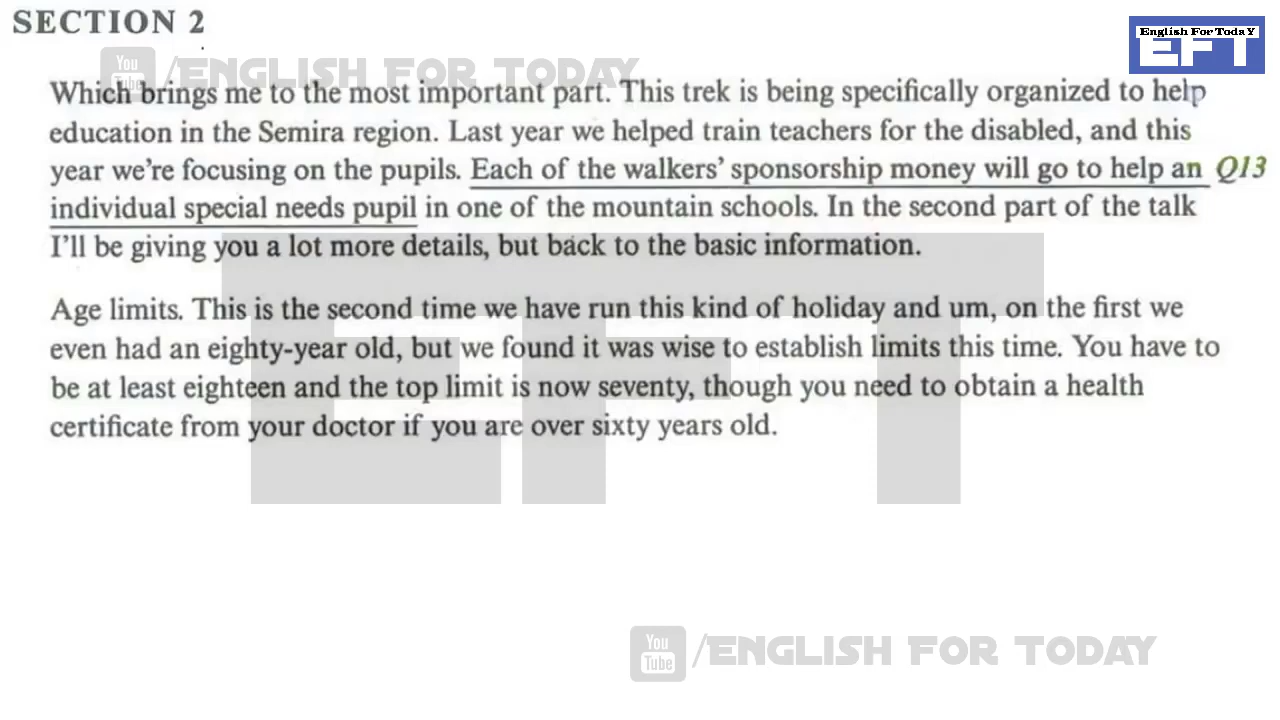 SECTION 2
English For TodaY
EFT
You
Tube /ENGLISH FOR TODAY
Which brings me to the most important part. This trek is being specifically organized to help
education in the Semira region. Last year we helped train teachers for the disabled, and this
year we're focusing on the pupils. Each of the walkers' sponsorship money will go to help an Q13
individual special needs pupil in one of the mountain schools. In the second part of the talk
I'll be giving you a lot more details, but back to the basic information.
Age limits. This is the second time we have run this kind of holiday and um, on the first we
even had an eighty-year old, but we found it was wise to establish limits this time. You have to
be at least eighteen and the top limit is now seventy, though you need to obtain a health
certificate from your doctor if you are over sixty years old.
EFT
You
Tube /ENGLISH FOR TODAY